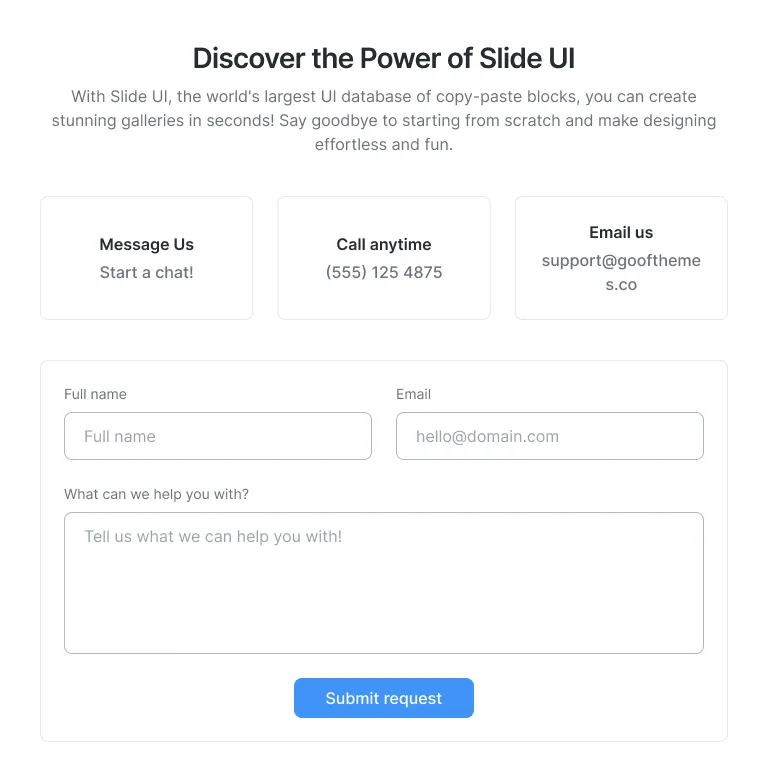 Discover the Power of Slide UI
With Slide UI, the world's largest UI database of copy-paste blocks, you can create
stunning galleries in seconds! Say goodbye to starting from scratch and make designing
effortless and fun.
Message Us
Start a chat!
Call anytime
(555) 125 4875
Email us
support@gooftheme
s.co
Full name
Email
Full name
hello@domain.com
What can we help you with?
Tell us what we can help you with!
Submit request